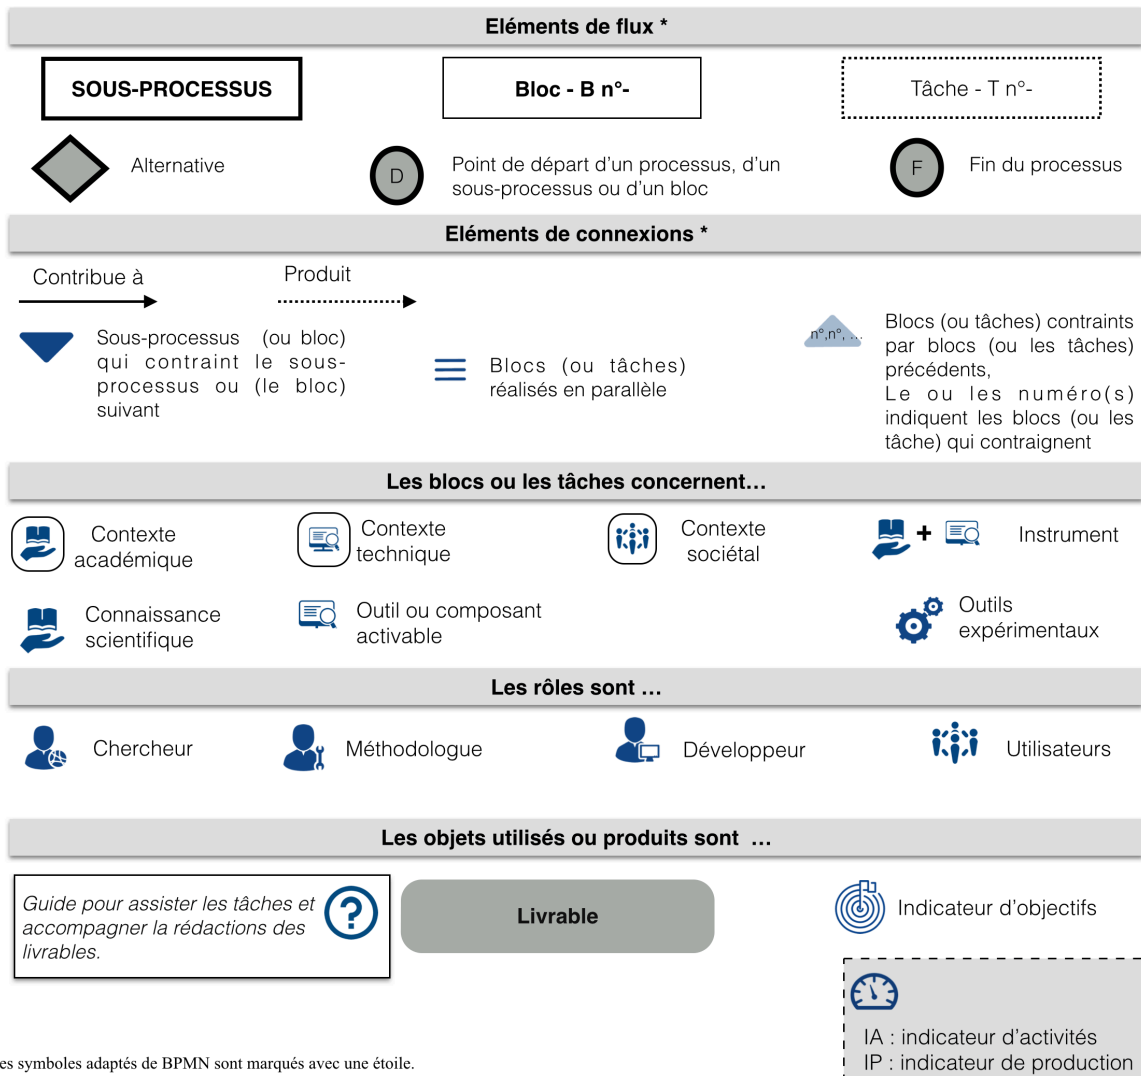 Eléments de flux *
SOUS-PROCESSUS
Bloc - B n°-
Tâche - T n°-
Alternative
D
Point de départ d'un processus, d'un
sous-processus ou d'un bloc
F
Fin du processus
Eléments de connexions *
Contribue à
Produit
Sous-processus (ou bloc)
qui contraint le sous-
processus ou (le bloc)
suivant
Blocs (ou tâches)
réalisés en parallèle
n°,n°, ...
Blocs (ou tâches) contraints
par blocs (ou les tâches)
précédents,
Le ou les numéro(s)
indiquent les blocs (ou les
tâche) qui contraignent
Les blocs ou les tâches concernent…
Contexte
académique
Contexte
technique
Contexte
sociétal
+
Instrument
Connaissance
scientifique
Outil ou composant
activable
Outils
expérimentaux
Les rôles sont …
Chercheur
Méthodologue
Développeur
Utilisateurs
Les objets utilisés ou produits sont …
Guide pour assister les tâches et
accompagner la rédactions des
livrables.
?
Livrable
Indicateur d'objectifs
IA : indicateur d'activités
IP : indicateur de production
es symboles adaptés de BPMN sont marqués avec une étoile.